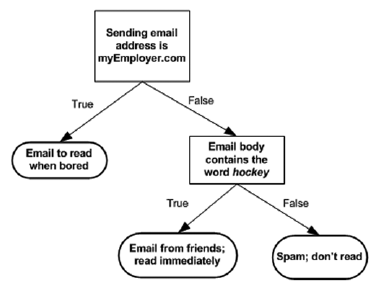 Sending email
address is
myEmployer.com
True
False
Email to read
when bored
Email body
contains the
word hockey
True
False
Email from friends;
read immediately
Spam; don't read